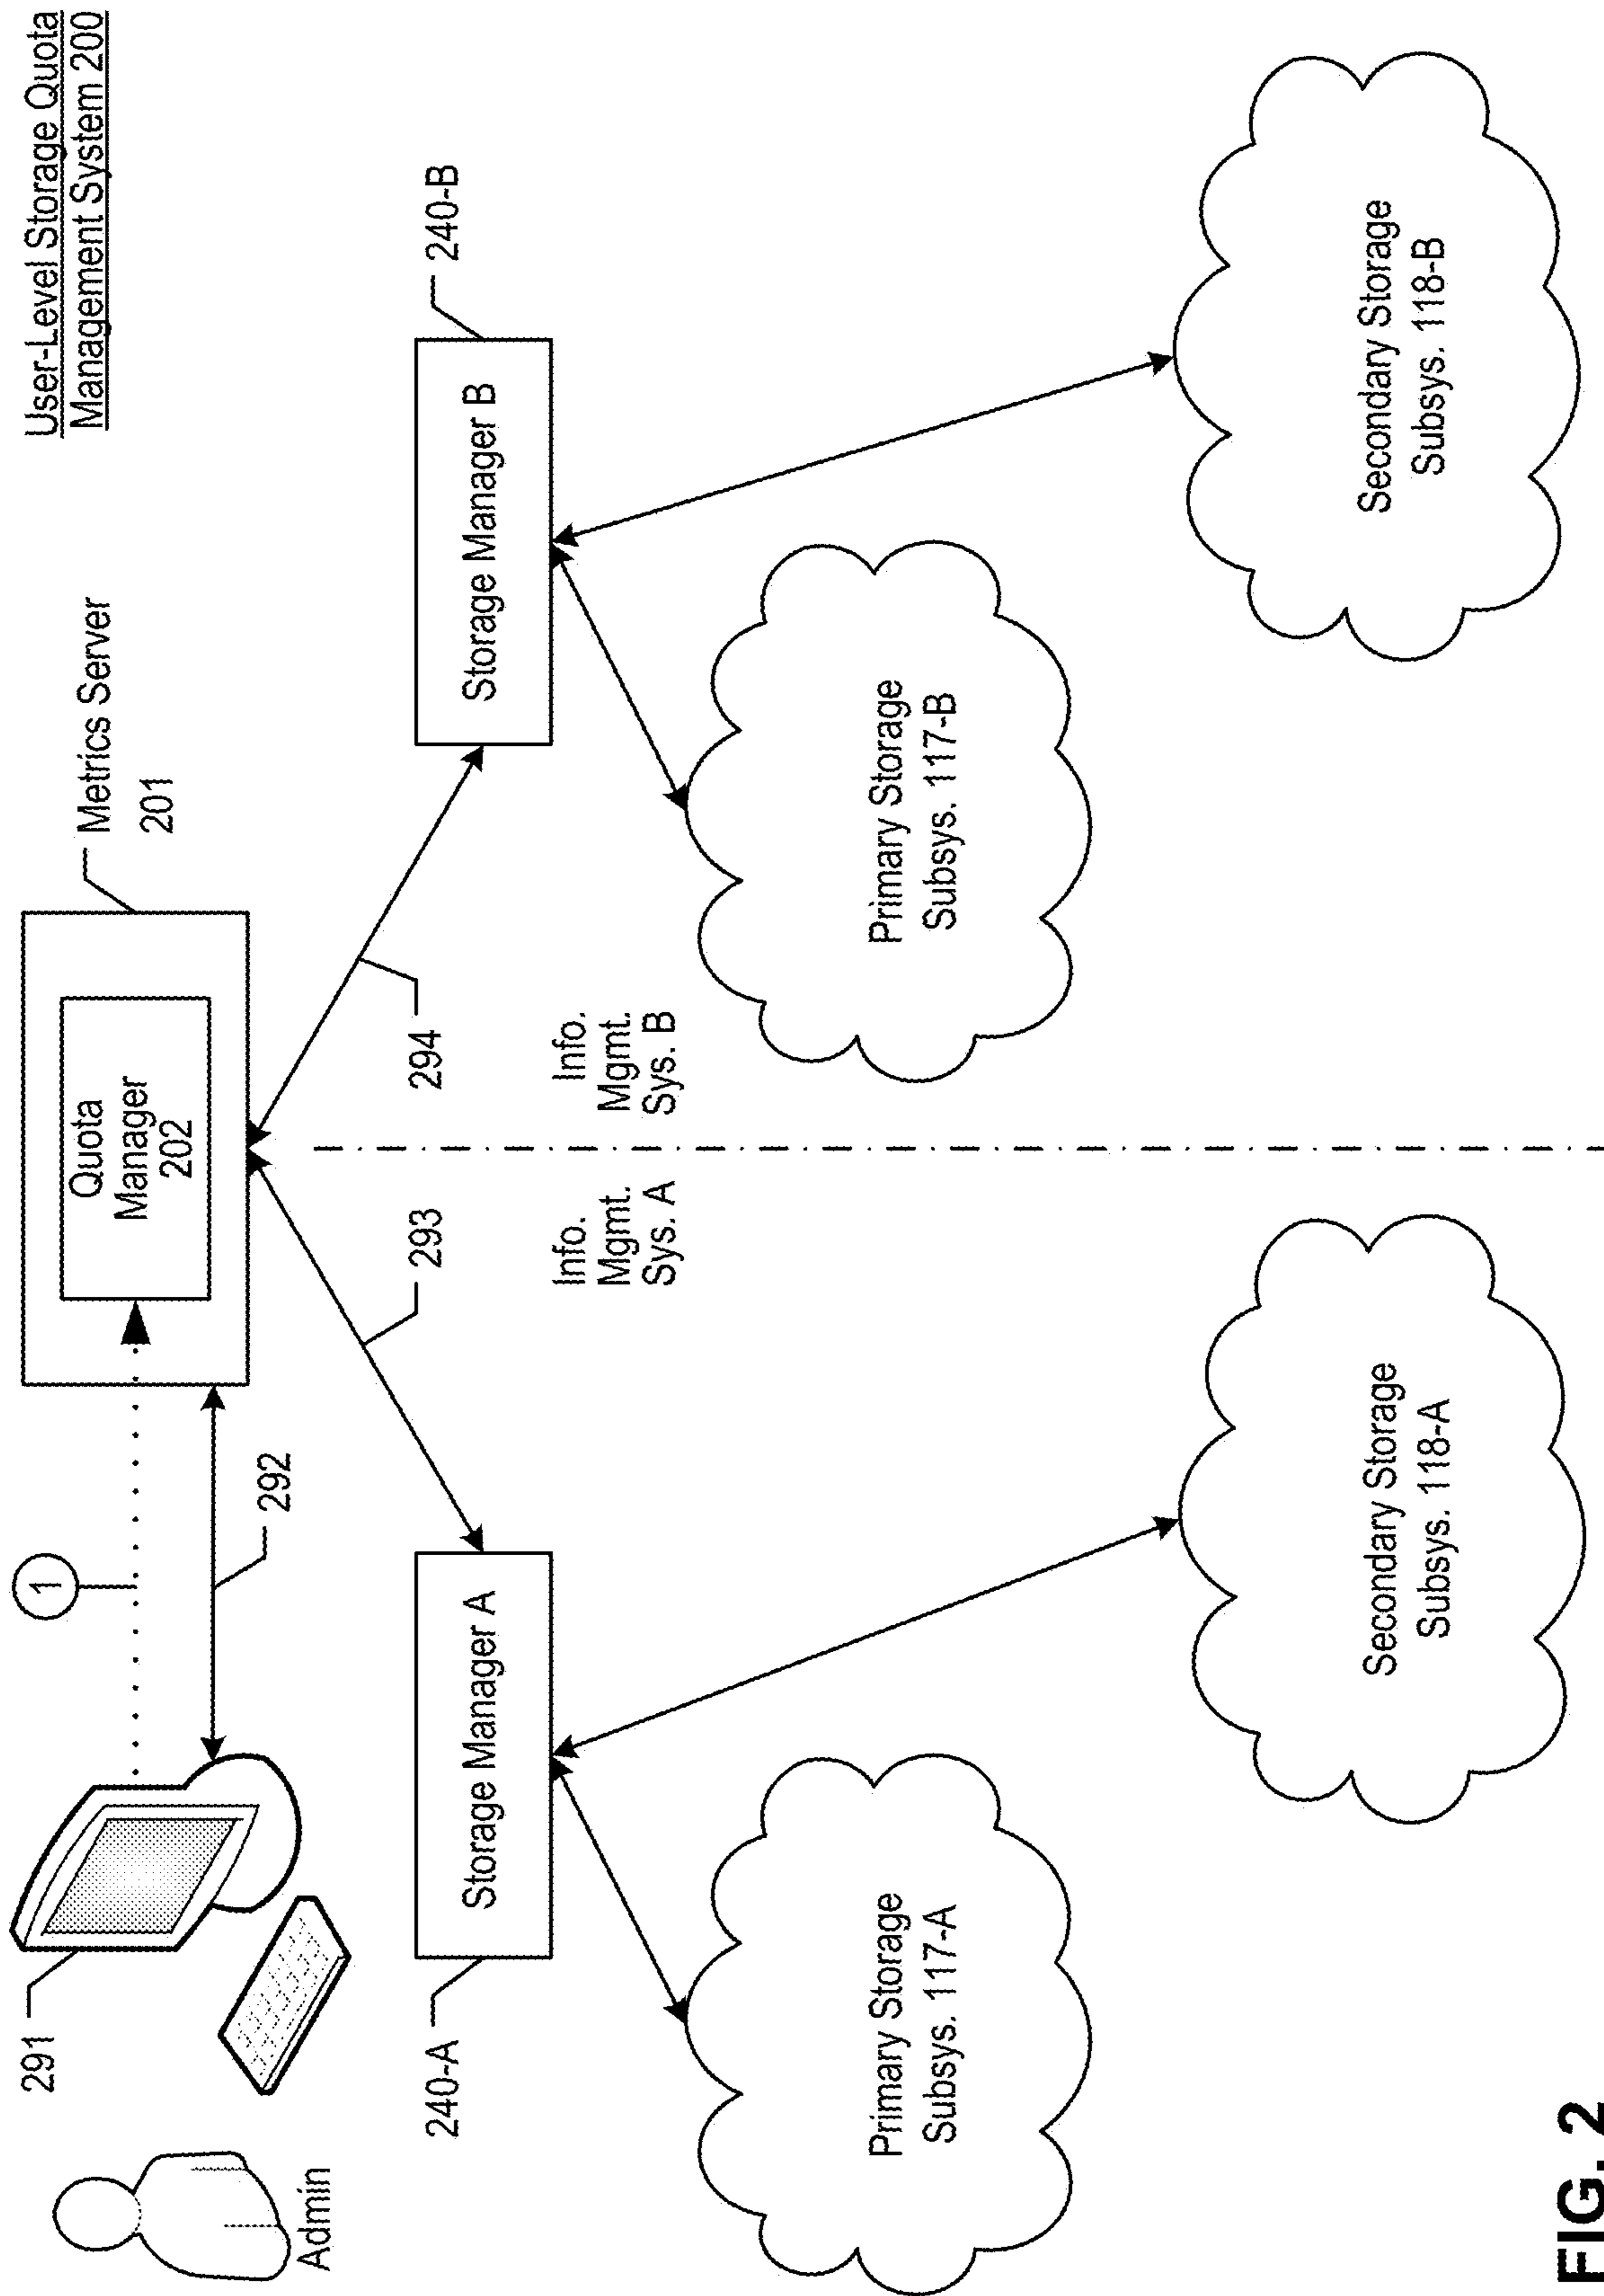 User-Level Storage Quota
Management System 200
Admin
291
1
292
Quota
Manager
202
Metrics Server
201
293
294
240-A
Storage Manager A
Info.
Mgmt.
Sys. A
Info.
Mgmt.
Sys. B
Storage Manager B
240-B
Primary Storage
Subsys. 117-A
Primary Storage
Subsys. 117-B
Secondary Storage
Subsys. 118-A
Secondary Storage
Subsys. 118-B
FIG. 2